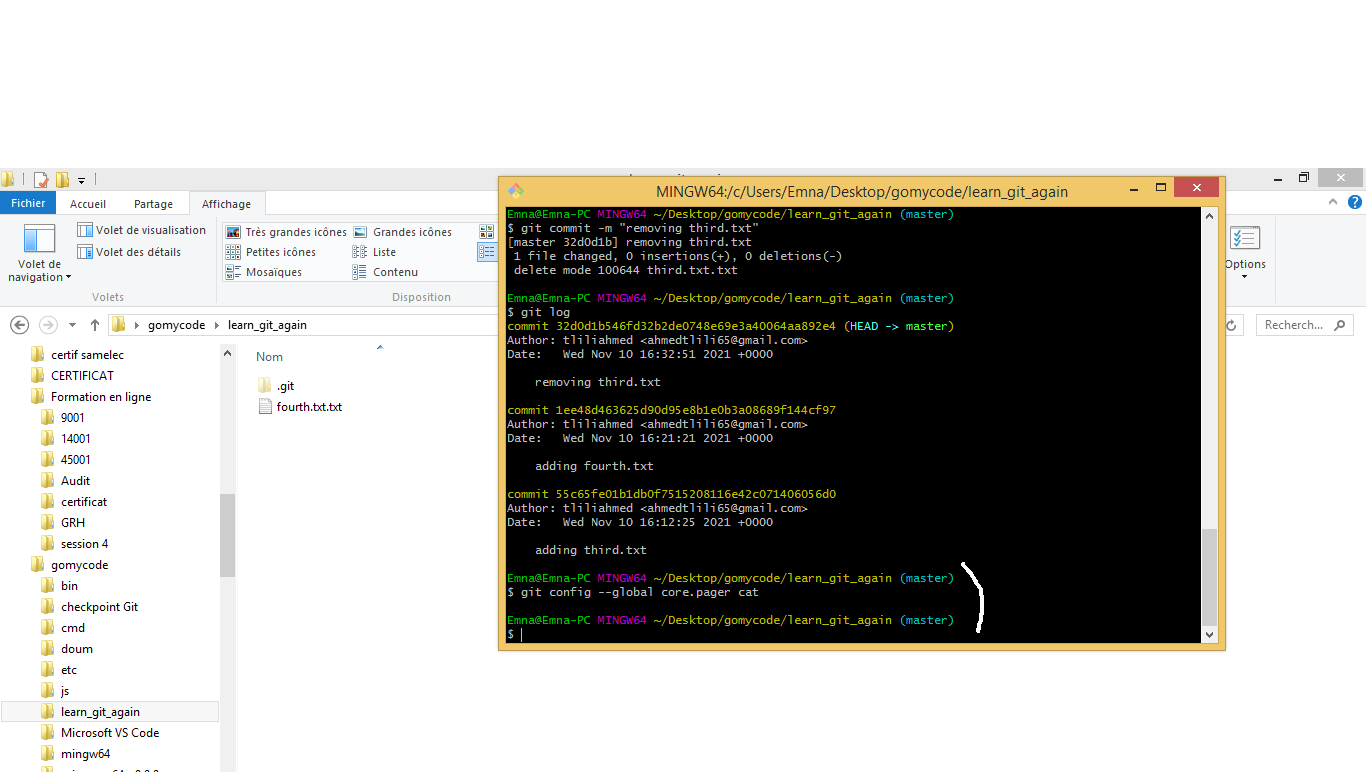 Fichier
Accueil
Partage
Affichage
Volet de navigation
Volet de visualisation
Volet des détails
Volets
Très grandes icônes
Grandes icônes
Petites icônes
Liste
Mosaïques
Contenu
Disposition
Options
gomycode
learn_git_again
Recherch...
certif samelec
CERTIFICAT
Formation en ligne
9001
14001
45001
Audit
certificat
GRH
session 4
gomycode
bin
checkpoint Git
cmd
doum
etc
js
learn_git_again
Microsoft VS Code
mingw64
Nom
.git
fourth.txt.txt
MINGW64:/c/Users/Emna/Desktop/gomycode/learn_git_again
Emna@Emna-PC MINGW64 ~/Desktop/gomycode/learn_git_again (master)
$ git commit -m "removing third.txt"
[master 32d0d1b] removing third.txt
1 file changed, 0 insertions(+), 0 deletions(-)
delete mode 100644 third.txt.txt
Emna@Emna-PC MINGW64 ~/Desktop/gomycode/learn_git_again (master)
$ git log
commit 32d0d1b546fd32b2de0748e69e3a40064aa892e4 (HEAD -> master)
Author: tliliahmed <ahmedtlili65@gmail.com>
Date:   Wed Nov 10 16:32:51 2021 +0000
removing third.txt
commit 1ee48d463625d90d95e8b1e0b3a08689f144cf97
Author: tliliahmed <ahmedtlili65@gmail.com>
Date:   Wed Nov 10 16:21:21 2021 +0000
adding fourth.txt
commit 55c65fe01b1db0f7515208116e42c071406056d0
Author: tliliahmed <ahmedtlili65@gmail.com>
Date:   Wed Nov 10 16:12:25 2021 +0000
adding third.txt
Emna@Emna-PC MINGW64 ~/Desktop/gomycode/learn_git_again (master)
$ git config --global core.pager cat
Emna@Emna-PC MINGW64 ~/Desktop/gomycode/learn_git_again (master)
$